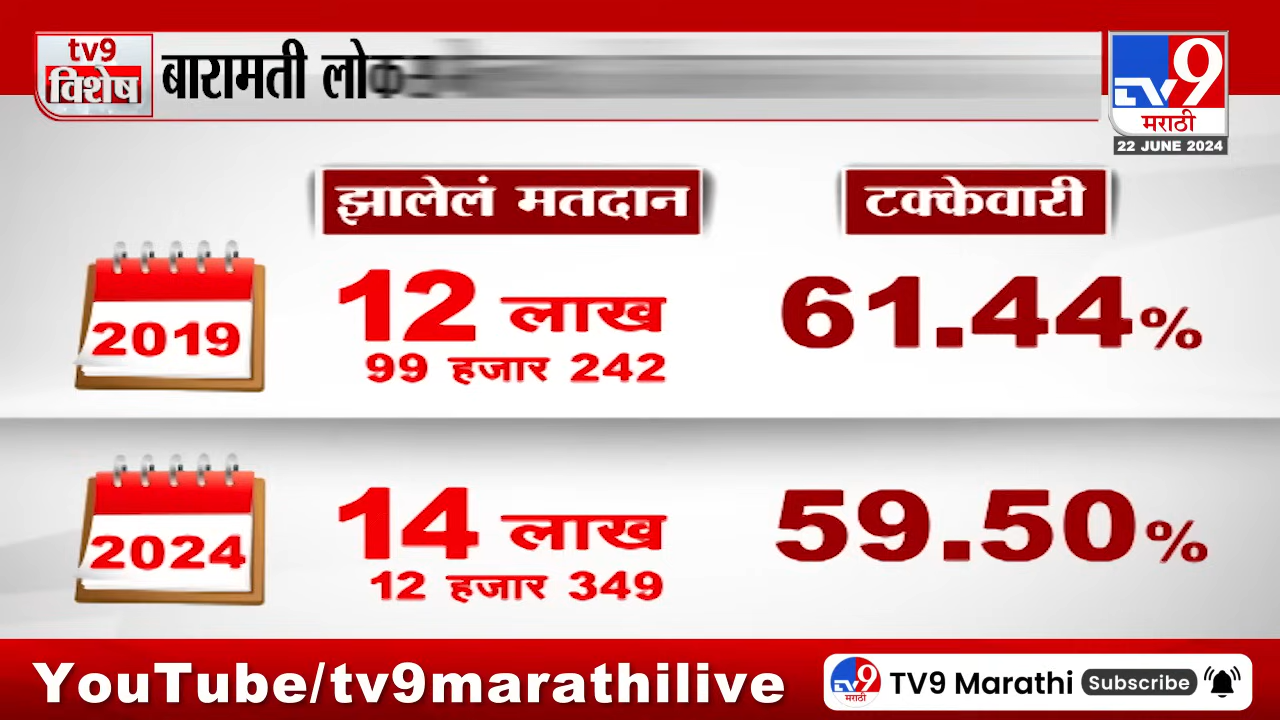 tv9
विशेष
बारामती
TV9
मराठी
22 JUNE 2024
झालेलं मतदान
टक्केवारी
2019
12 लाख
99 हजार 242
61.44%
2024
14 लाख
12 हजार 349
59.50%
YouTube/tv9marathilive
TV9
मराठी
TV9 Marathi
Subscribe